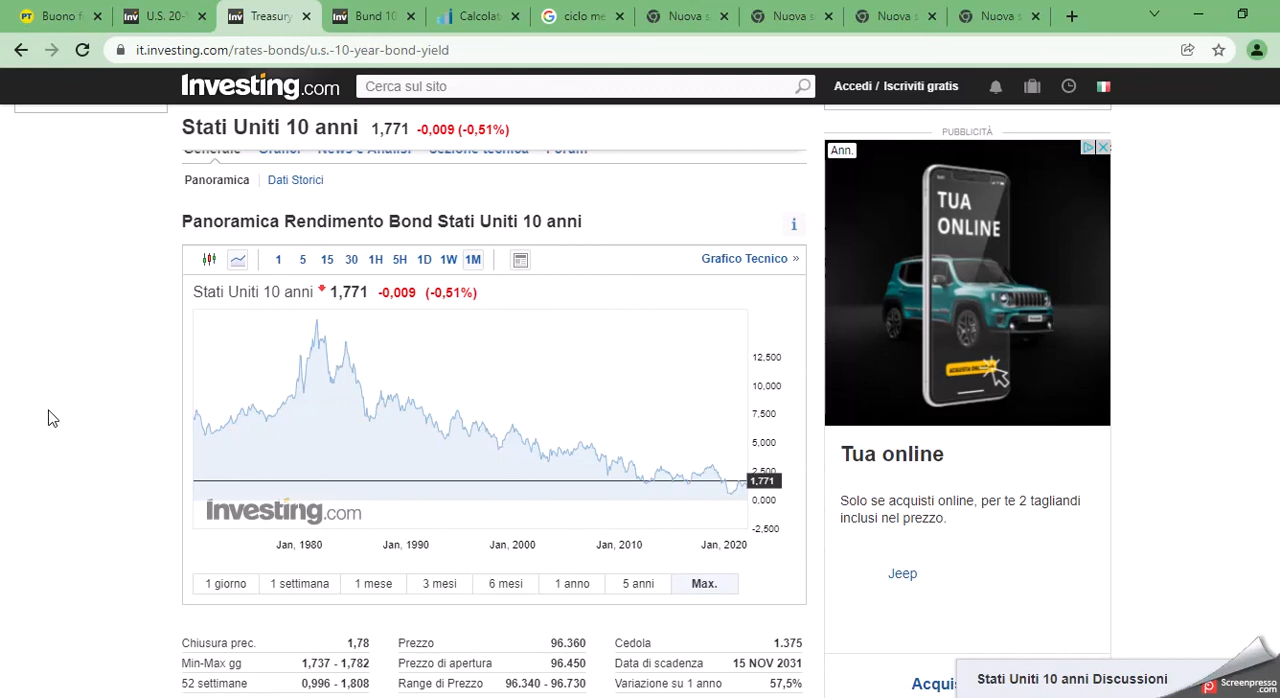 Buono f
U.S. 20-
Treasury
Bund 10
Calcolat
ciclo me
Nuova s
Nuova s
Nuova s
Nuova s
it.investing.com/rates-bonds/u.s.-10-year-bond-yield
Investing.com
Cerca sul sito
Accedi / Iscriviti gratis
Stati Uniti 10 anni 1,771 -0,009 (-0,51%)
Generale Grafici News e Analisi Sezione tecnica Forum
Panoramica Dati Storici
Panoramica Rendimento Bond Stati Uniti 10 anni
1 5 15 30 1H 5H 1D 1W 1M
Grafico Tecnico »
Stati Uniti 10 anni 1,771 -0,009 (-0,51%)
12,500
10,000
7,500
5,000
2,500
1,771
0,000
-2,500
Investing.com
Jan, 1980 Jan, 1990 Jan, 2000 Jan, 2010 Jan, 2020
1 giorno 1 settimana 1 mese 3 mesi 6 mesi 1 anno 5 anni Max.
Chiusura prec. 1,78 Prezzo 96.360 Cedola 1.375
Min-Max gg 1,737 - 1,782 Prezzo di apertura 96.450 Data di scadenza 15 NOV 2031
52 settimane 0,996 - 1,808 Range di Prezzo 96.340 - 96.730 Variazione su 1 anno 57,5%
PUBBLICITÀ
Ann.
TUA
ONLINE
Tua online
Solo se acquisti online, per te 2 tagliandi
inclusi nel prezzo.
Jeep
Acquis
Stati Uniti 10 anni Discussioni
Screenpresso
.com